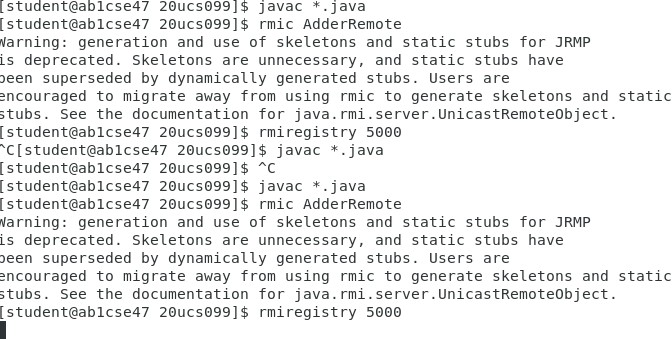 [student@ab1cse47 20ucs099]$ javac *.java
[student@ab1cse47 20ucs099]$ rmic AdderRemote
Warning: generation and use of skeletons and static stubs for JRMP
is deprecated. Skeletons are unnecessary, and static stubs have
been superseded by dynamically generated stubs. Users are
encouraged to migrate away from using rmic to generate skeletons and static
stubs. See the documentation for java.rmi.server.UnicastRemoteObject.
[student@ab1cse47 20ucs099]$ rmiregistry 5000
^C[student@ab1cse47 20ucs099]$ javac *.java
[student@ab1cse47 20ucs099]$ ^C
[student@ab1cse47 20ucs099]$ javac *.java
[student@ab1cse47 20ucs099]$ rmic AdderRemote
Warning: generation and use of skeletons and static stubs for JRMP
is deprecated. Skeletons are unnecessary, and static stubs have
been superseded by dynamically generated stubs. Users are
encouraged to migrate away from using rmic to generate skeletons and static
stubs. See the documentation for java.rmi.server.UnicastRemoteObject.
[student@ab1cse47 20ucs099]$ rmiregistry 5000